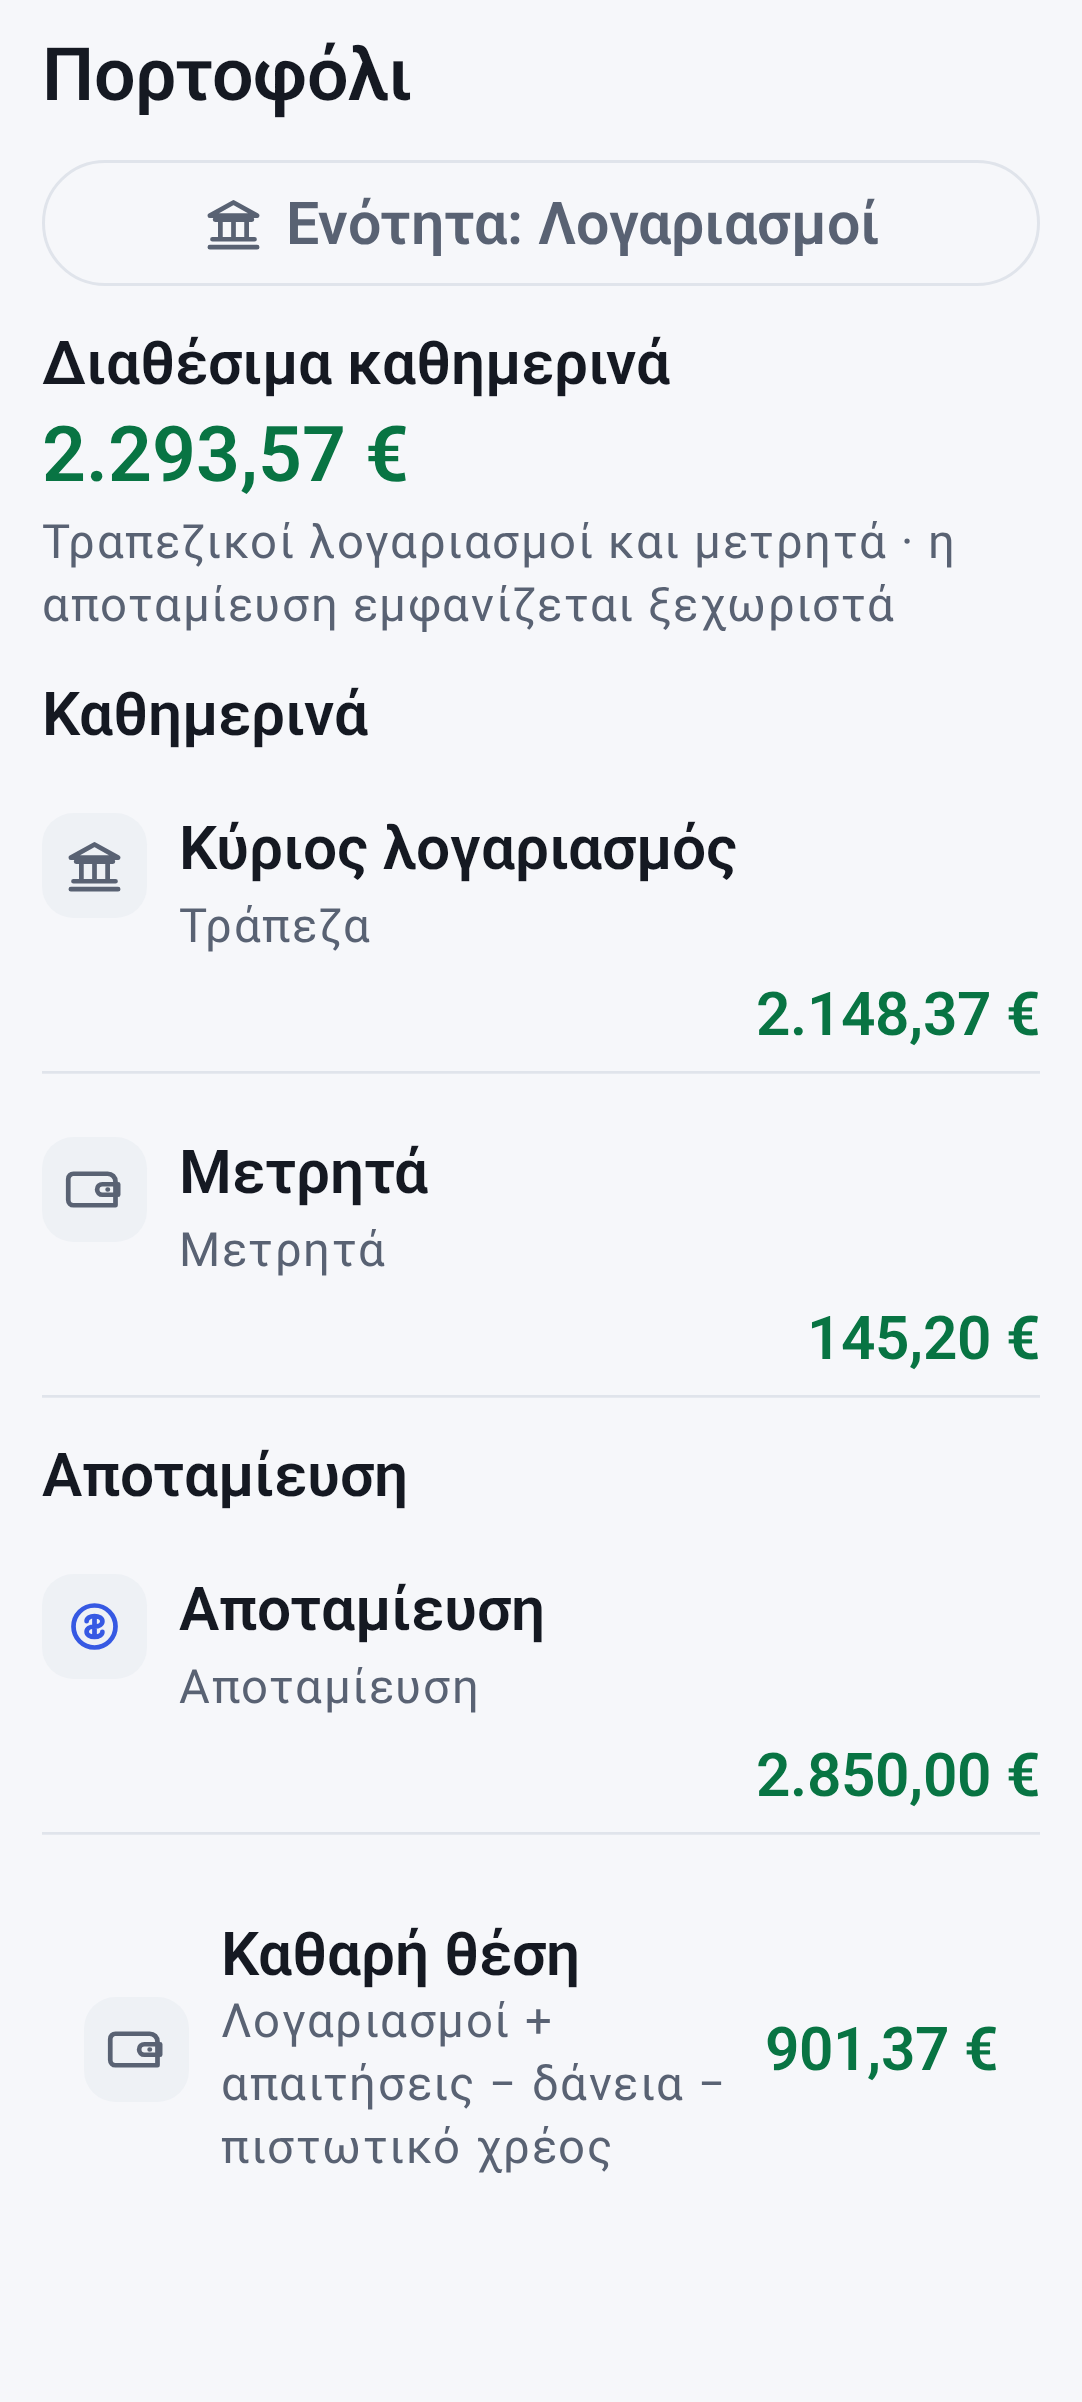 Πορτοφόλι
Ενότητα: Λογαριασμοί
Διαθέσιμα καθημερινά
2.293,57 €
Τραπεζικοί λογαριασμοί και μετρητά · η
αποταμίευση εμφανίζεται ξεχωριστά
Καθημερινά
Κύριος λογαριασμός
Τράπεζα
2.148,37 €
Μετρητά
Μετρητά
145,20 €
Αποταμίευση
Αποταμίευση
Αποταμίευση
2.850,00 €
Καθαρή θέση
Λογαριασμοί +
απαιτήσεις − δάνεια −
πιστωτικό χρέος
901,37 €